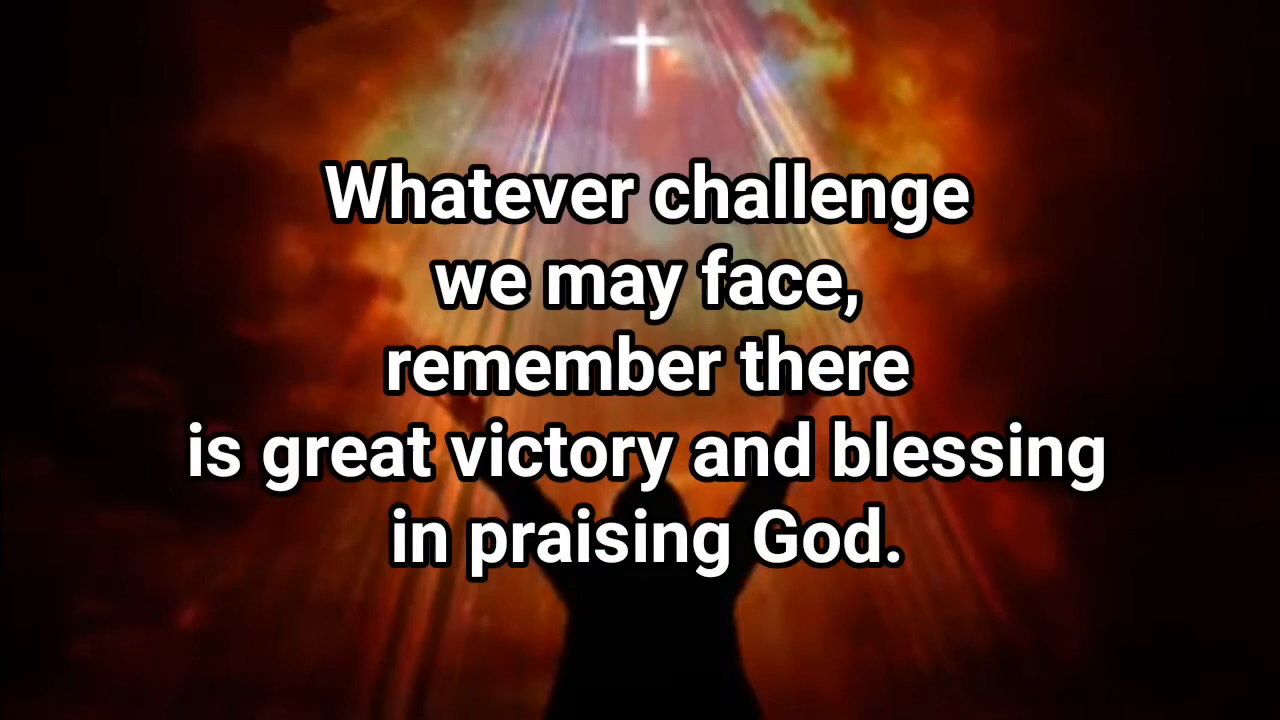 Whatever challenge
we may face,
remember there
is great victory and blessing
in praising God.